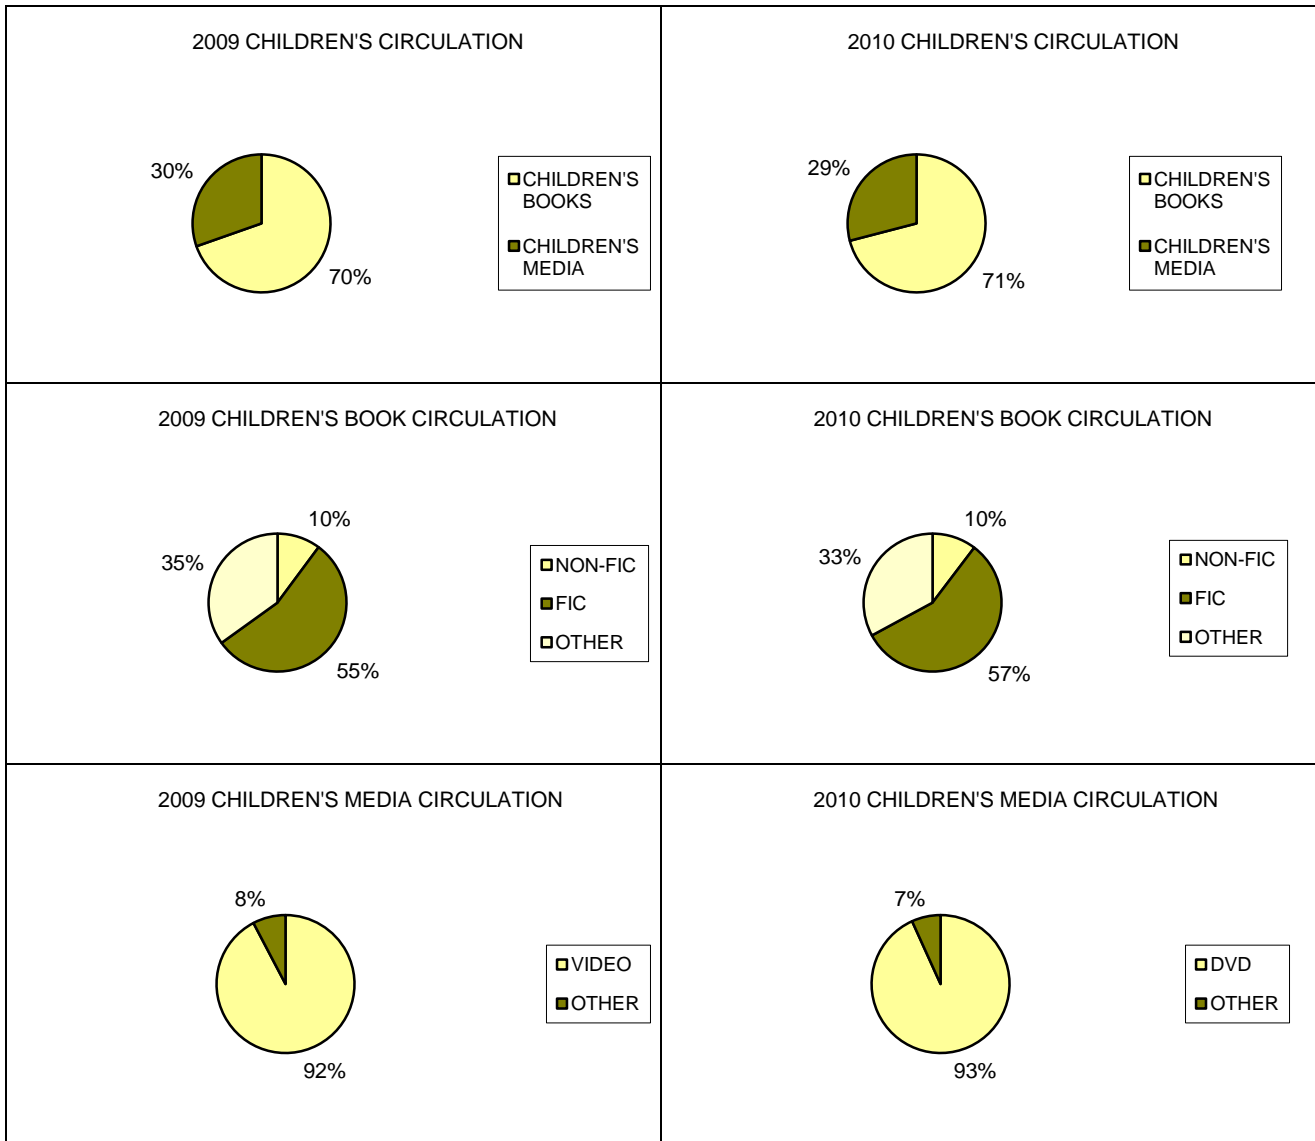 2009 CHILDREN'S CIRCULATION
30%
70%
CHILDREN'S
BOOKS
CHILDREN'S
MEDIA
2010 CHILDREN'S CIRCULATION
29%
71%
CHILDREN'S
BOOKS
CHILDREN'S
MEDIA
2009 CHILDREN'S BOOK CIRCULATION
10%
35%
55%
NON-FIC
FIC
OTHER
2010 CHILDREN'S BOOK CIRCULATION
10%
33%
57%
NON-FIC
FIC
OTHER
2009 CHILDREN'S MEDIA CIRCULATION
8%
92%
VIDEO
OTHER
2010 CHILDREN'S MEDIA CIRCULATION
7%
93%
DVD
OTHER